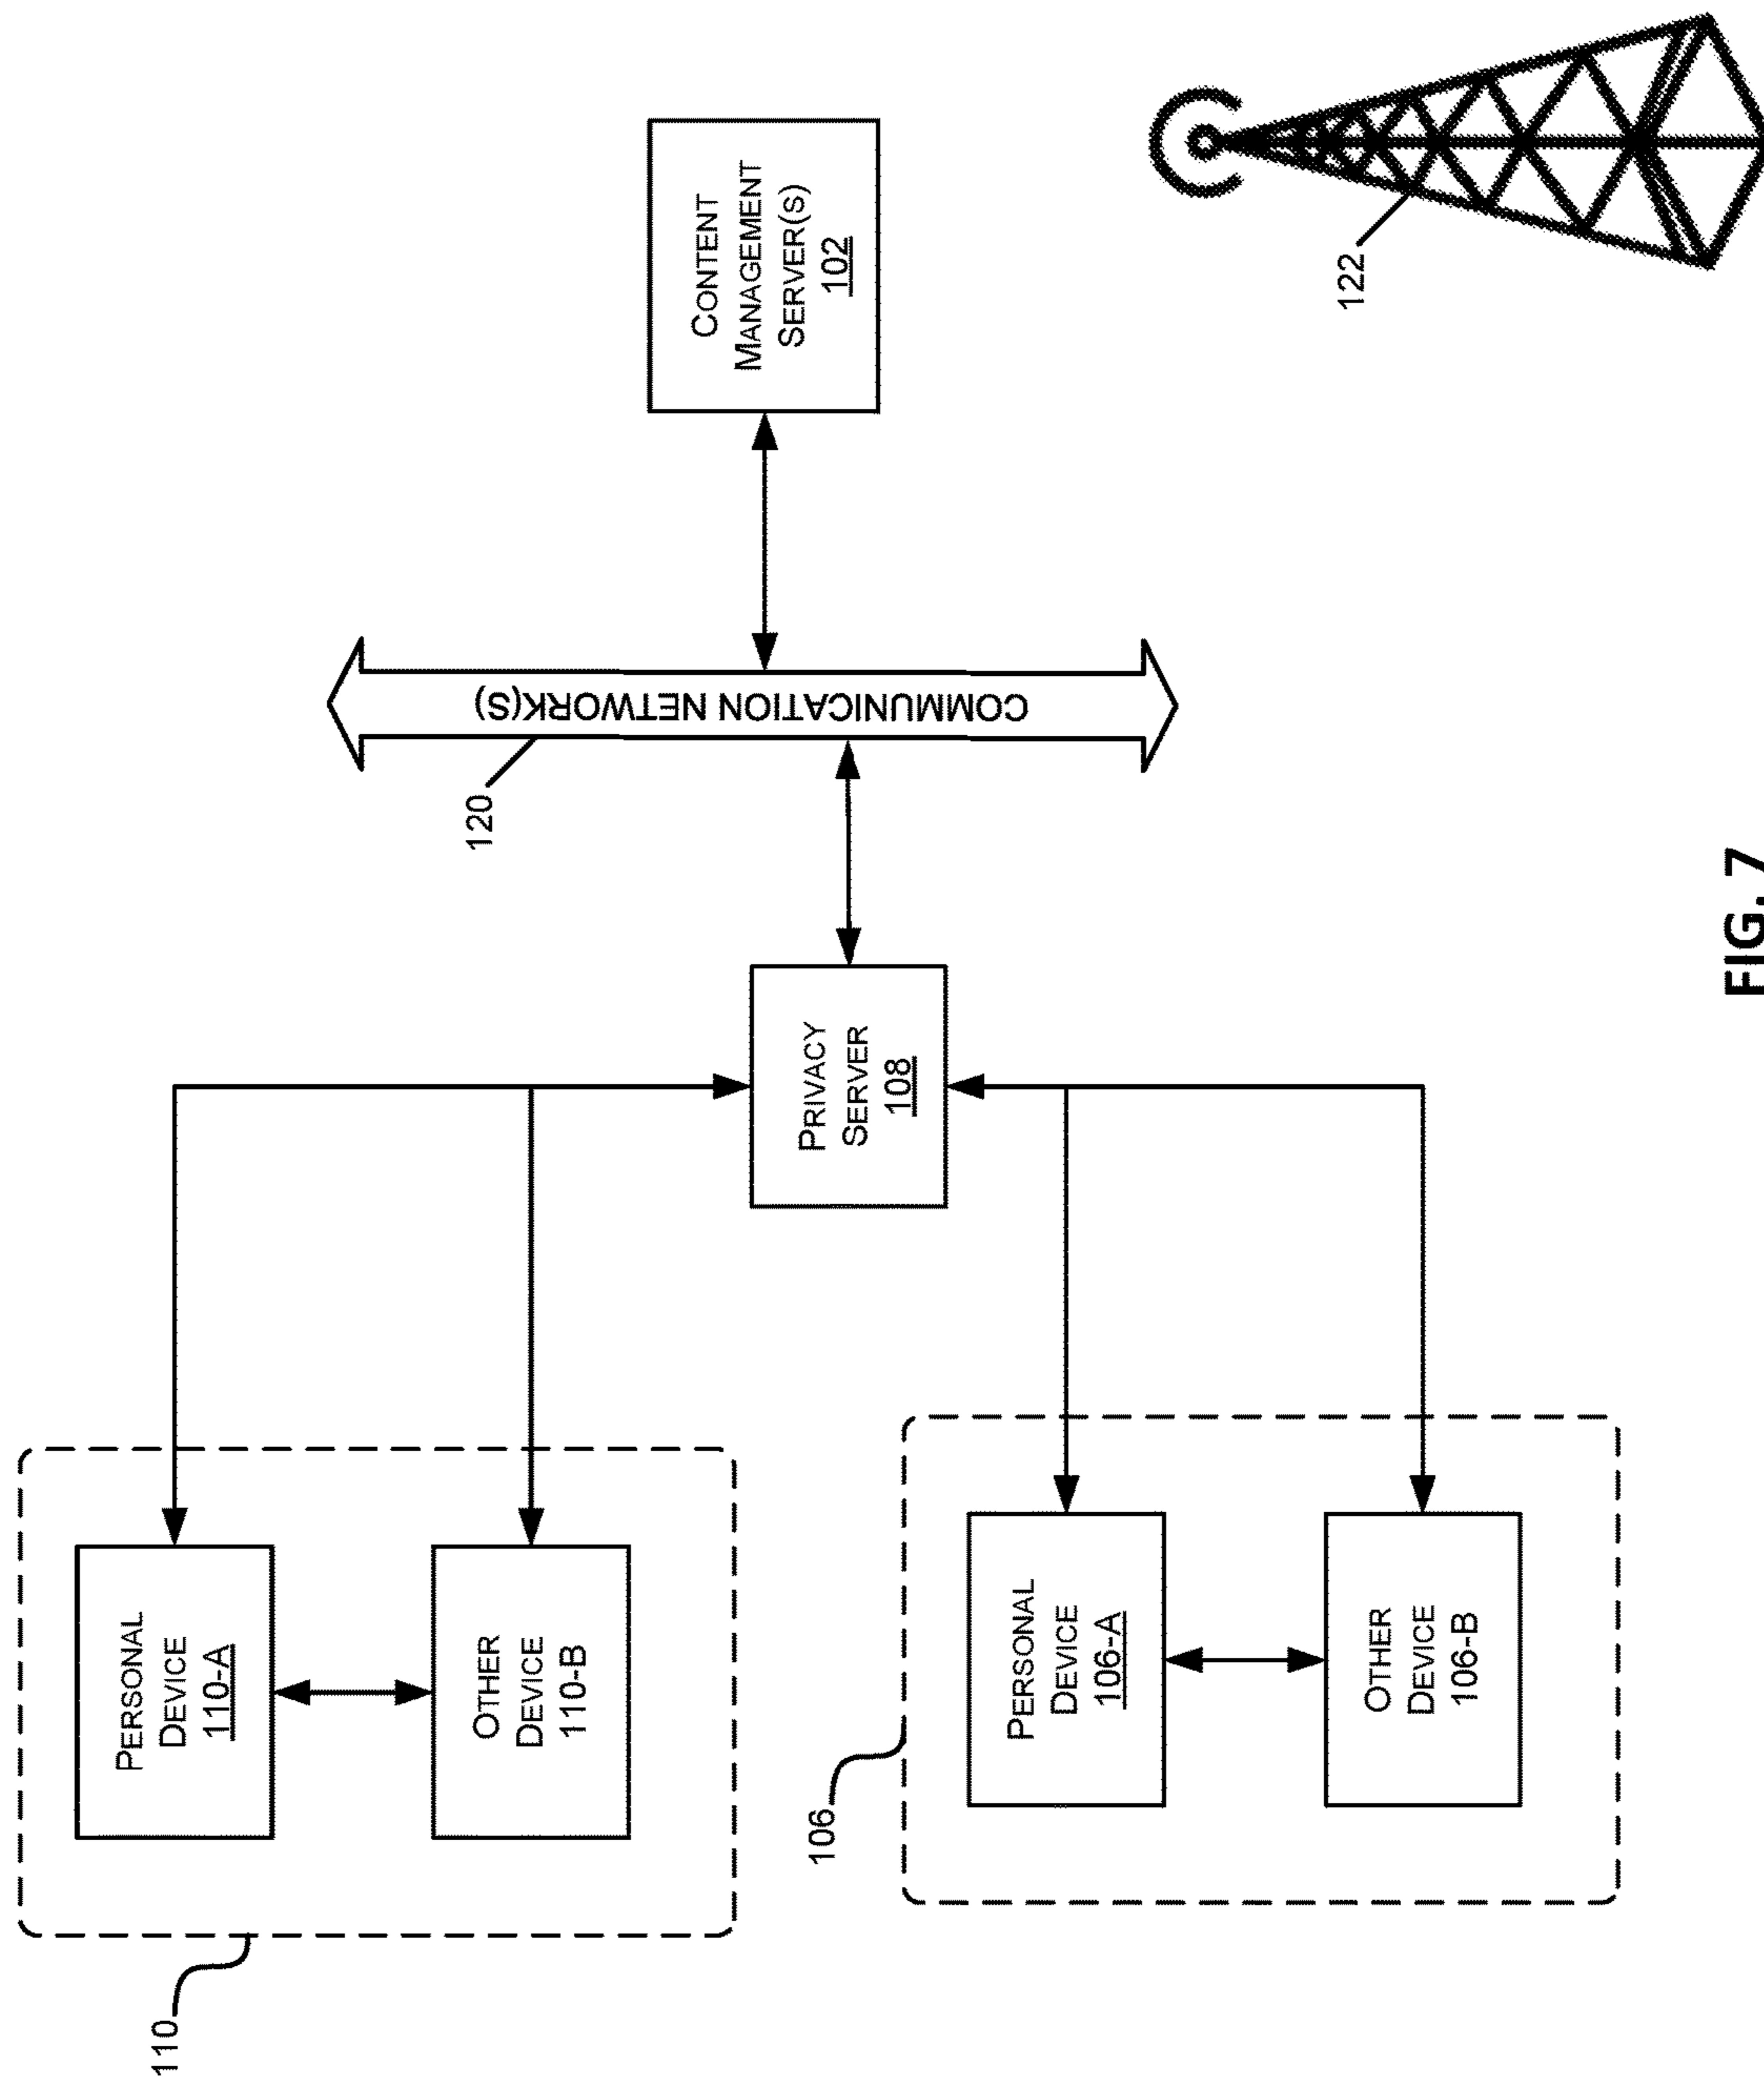 110
PERSONAL
DEVICE
110-A
OTHER
DEVICE
110-B
106
PERSONAL
DEVICE
106-A
OTHER
DEVICE
106-B
PRIVACY
SERVER
108
120
COMMUNICATION NETWORK(S)
CONTENT
MANAGEMENT
SERVER(S)
102
122
FIG. 7